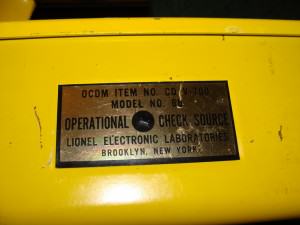 OCDM ITEM NO. CD V-700
MODEL NO. 6B
OPERATIONAL CHECK SOURCE
LIONEL ELECTRONIC LABORATORIES
BROOKLYN, NEW YORK